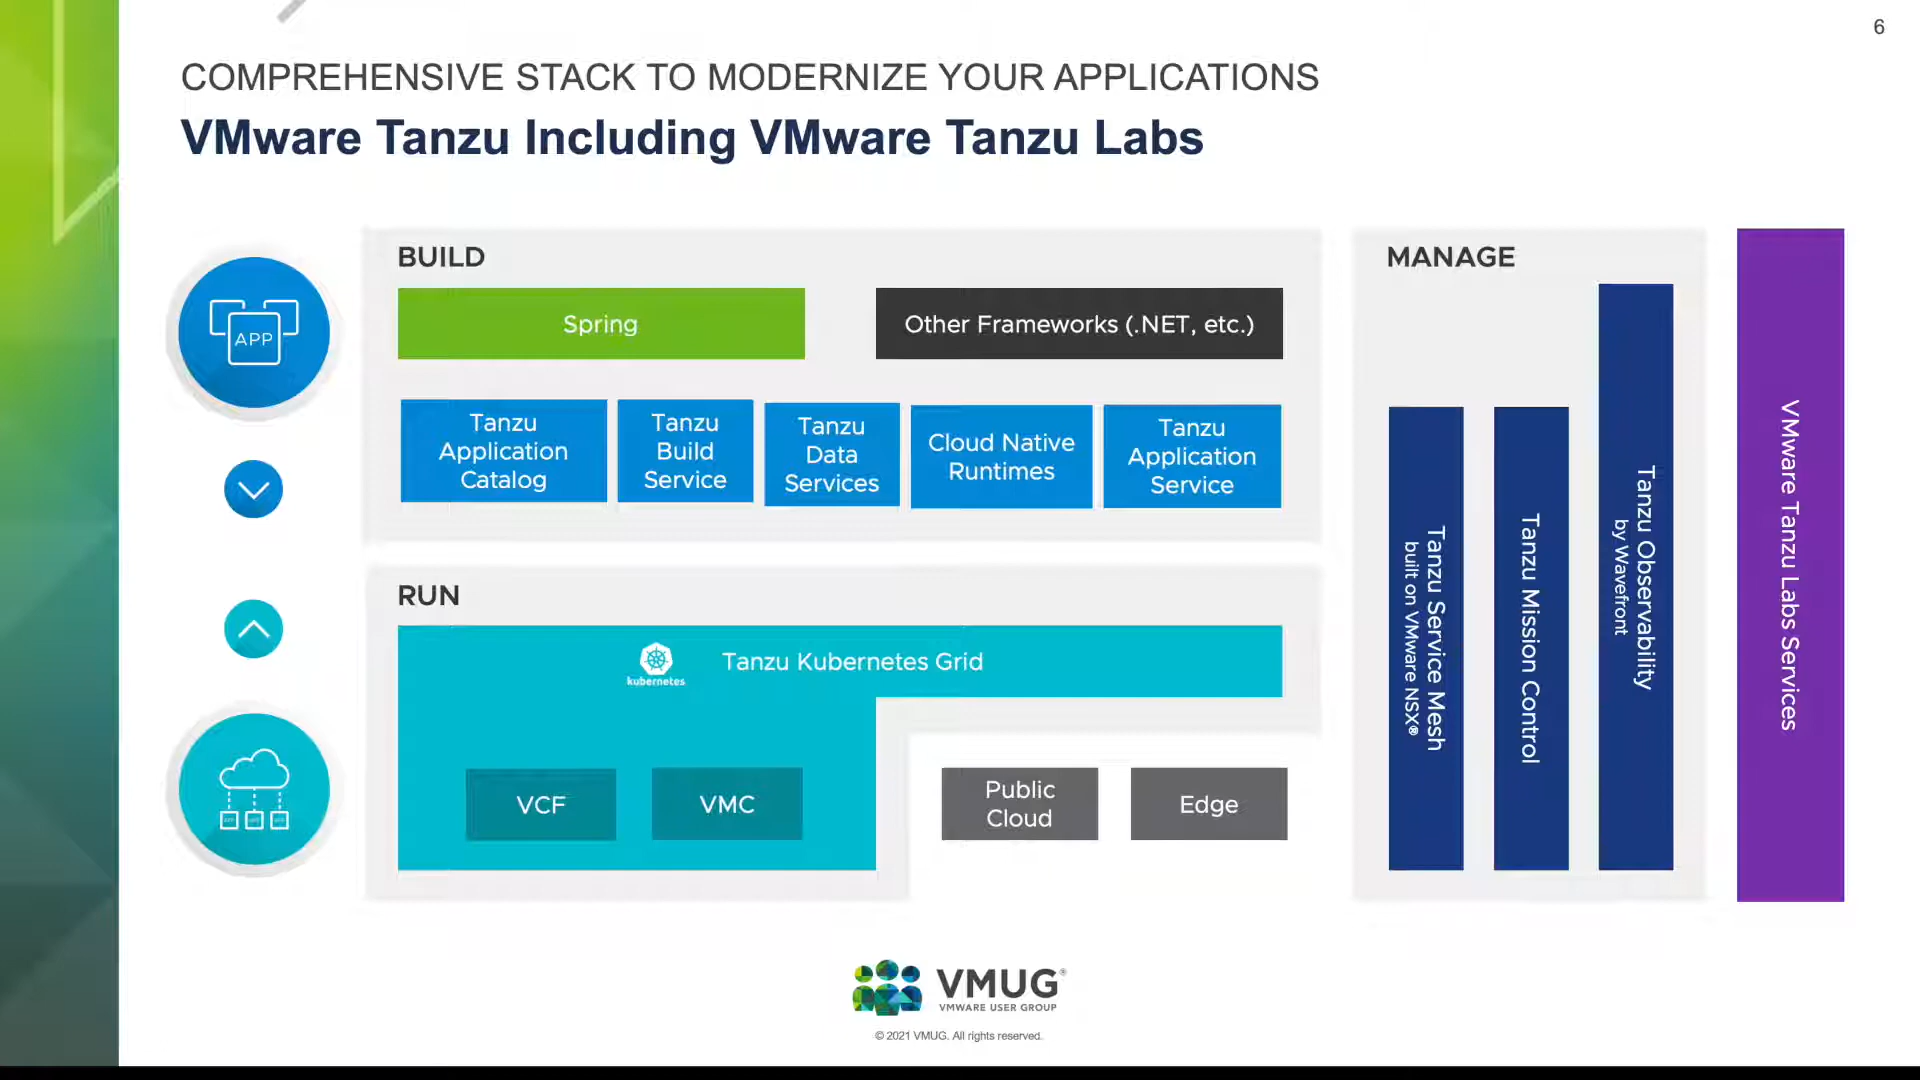 6
COMPREHENSIVE STACK TO MODERNIZE YOUR APPLICATIONS
VMware Tanzu Including VMware Tanzu Labs
APP
BUILD
Spring
Other Frameworks (.NET, etc.)
Tanzu
Application
Catalog
Tanzu
Build
Service
Tanzu
Data
Services
Cloud Native
Runtimes
Tanzu
Application
Service
RUN
kubernetes
Tanzu Kubernetes Grid
VCF
VMC
Public
Cloud
Edge
MANAGE
Tanzu Service Mesh
built on VMware NSX®
Tanzu Mission Control
Tanzu Observability
by Wavefront
VMware Tanzu Labs Services
VMUG®
VMWARE USER GROUP
© 2021 VMUG. All rights reserved.